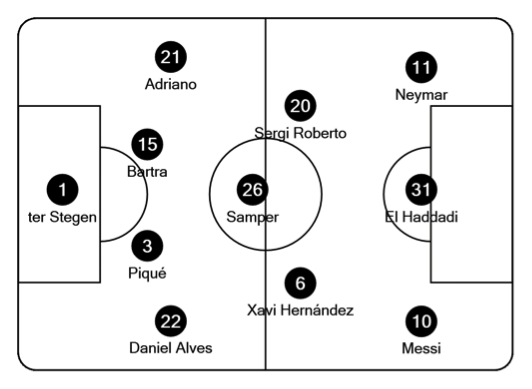 21
Adriano
11
Neymar
20
Sergi Roberto
15
Bartra
1
ter Stegen
26
Samper
31
El Haddadi
3
Piqué
6
Xavi Hernández
22
Daniel Alves
10
Messi